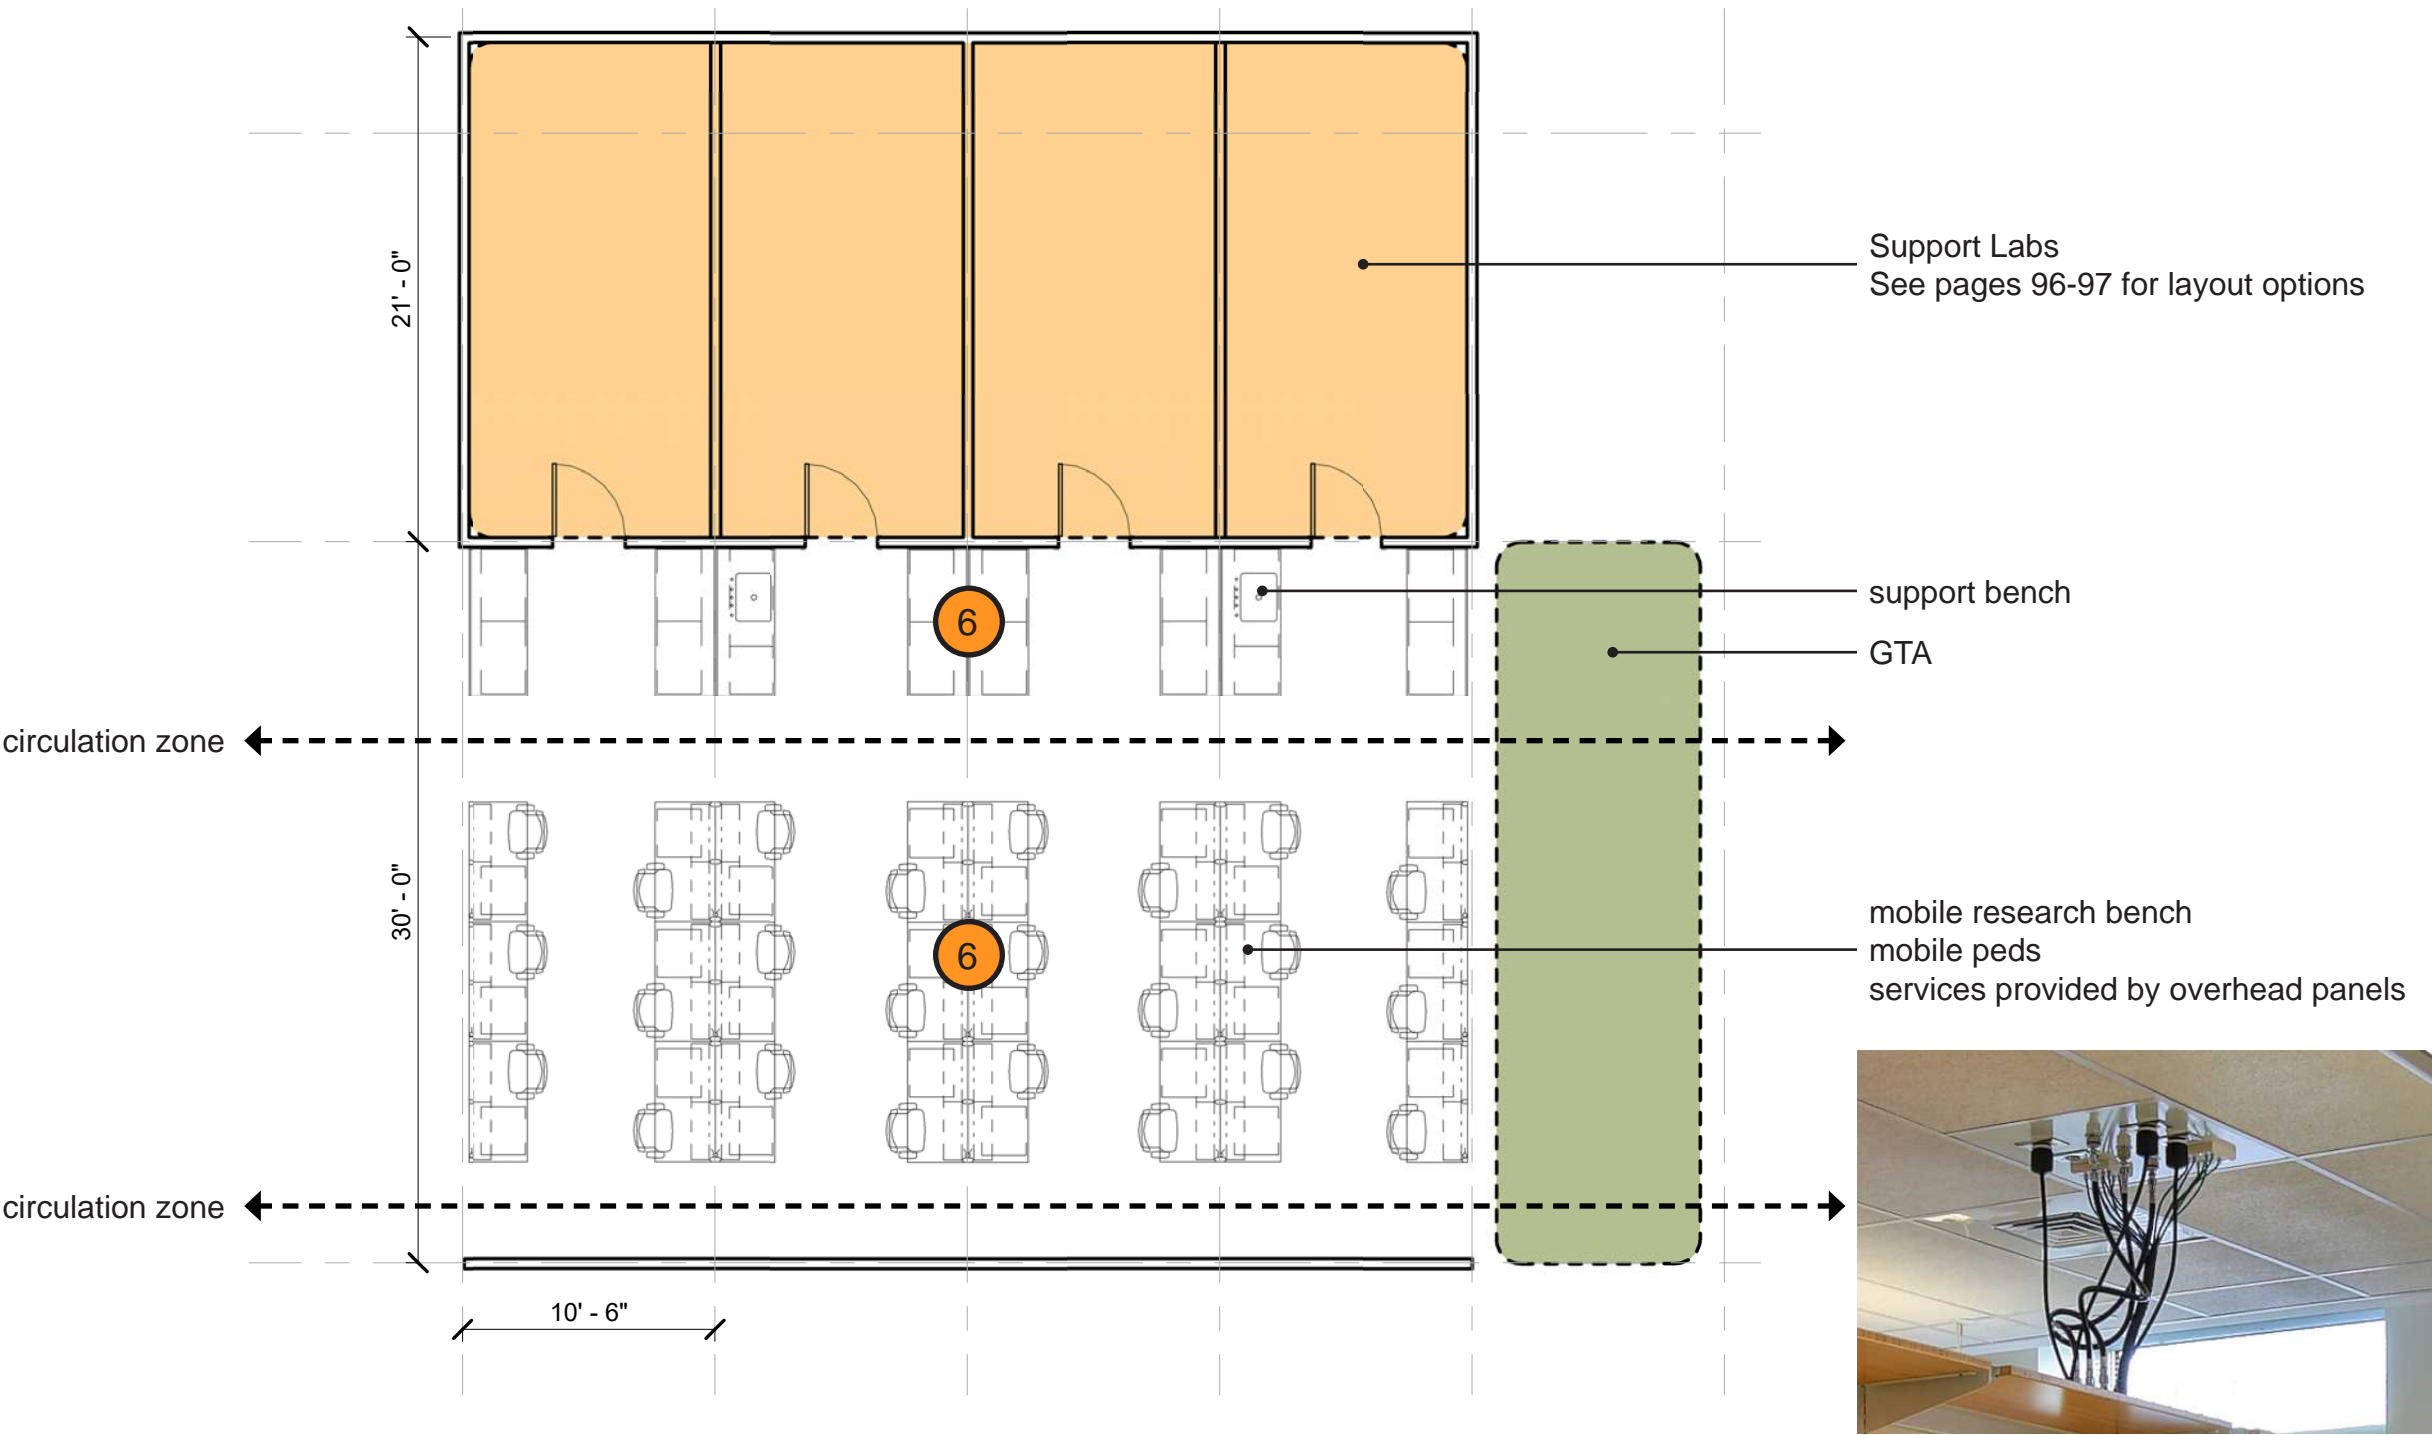 21' - 0"
Support Labs
See pages 96-97 for layout options
6
support bench
GTA
circulation zone
30' - 0"
6
mobile research bench
mobile peds
services provided by overhead panels
circulation zone
10' - 6"